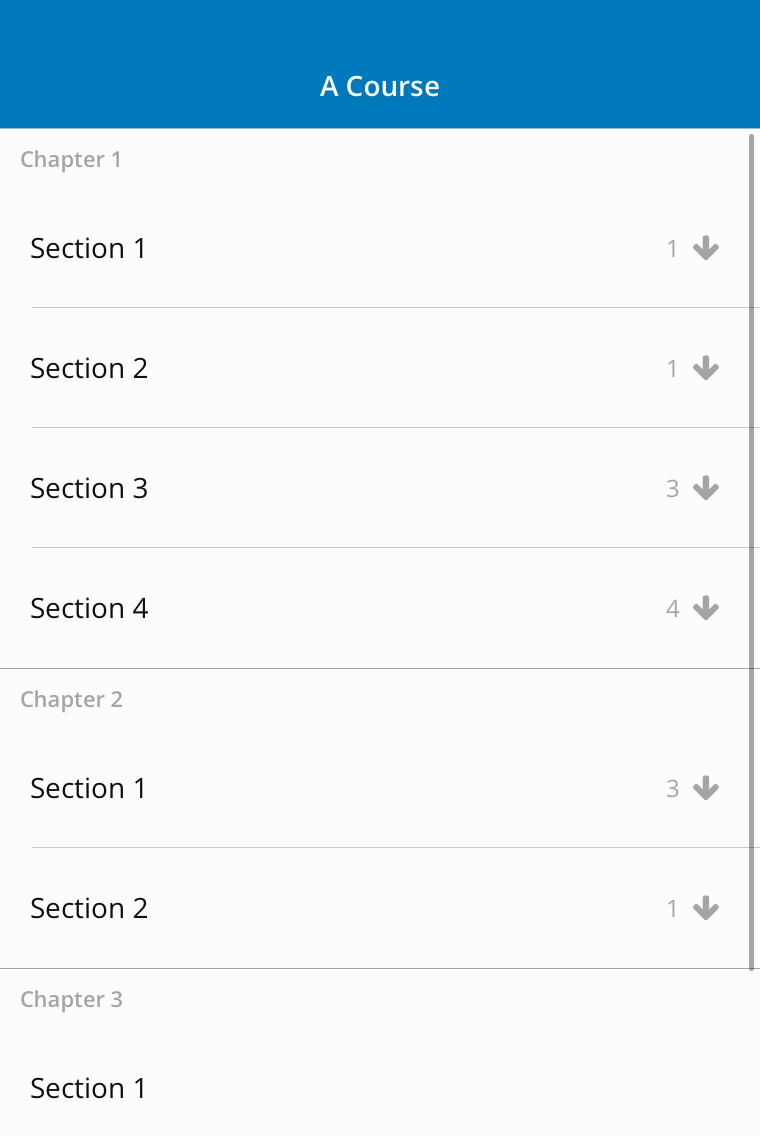 A Course
Chapter 1
Section 1 1
Section 2 1
Section 3 3
Section 4 4
Chapter 2
Section 1 3
Section 2 1
Chapter 3
Section 1